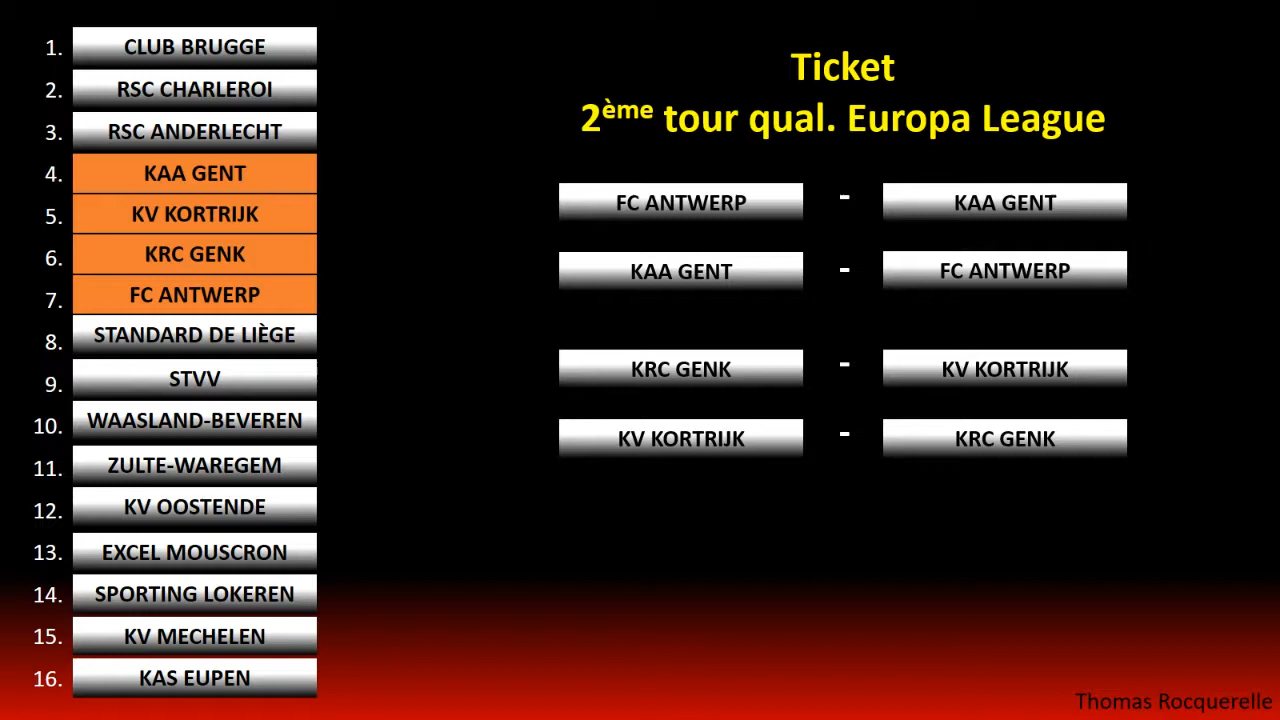 1. CLUB BRUGGE
2. RSC CHARLEROI
3. RSC ANDERLECHT
4. KAA GENT
5. KV KORTRIJK
6. KRC GENK
7. FC ANTWERP
8. STANDARD DE LIÈGE
9. STVV
10. WAASLAND-BEVEREN
11. ZULTE-WAREGEM
12. KV OOSTENDE
13. EXCEL MOUSCRON
14. SPORTING LOKEREN
15. KV MECHELEN
16. KAS EUPEN
Ticket
2ème tour qual. Europa League
FC ANTWERP - KAA GENT
KAA GENT - FC ANTWERP
KRC GENK - KV KORTRIJK
KV KORTRIJK - KRC GENK
Thomas Rocquerelle